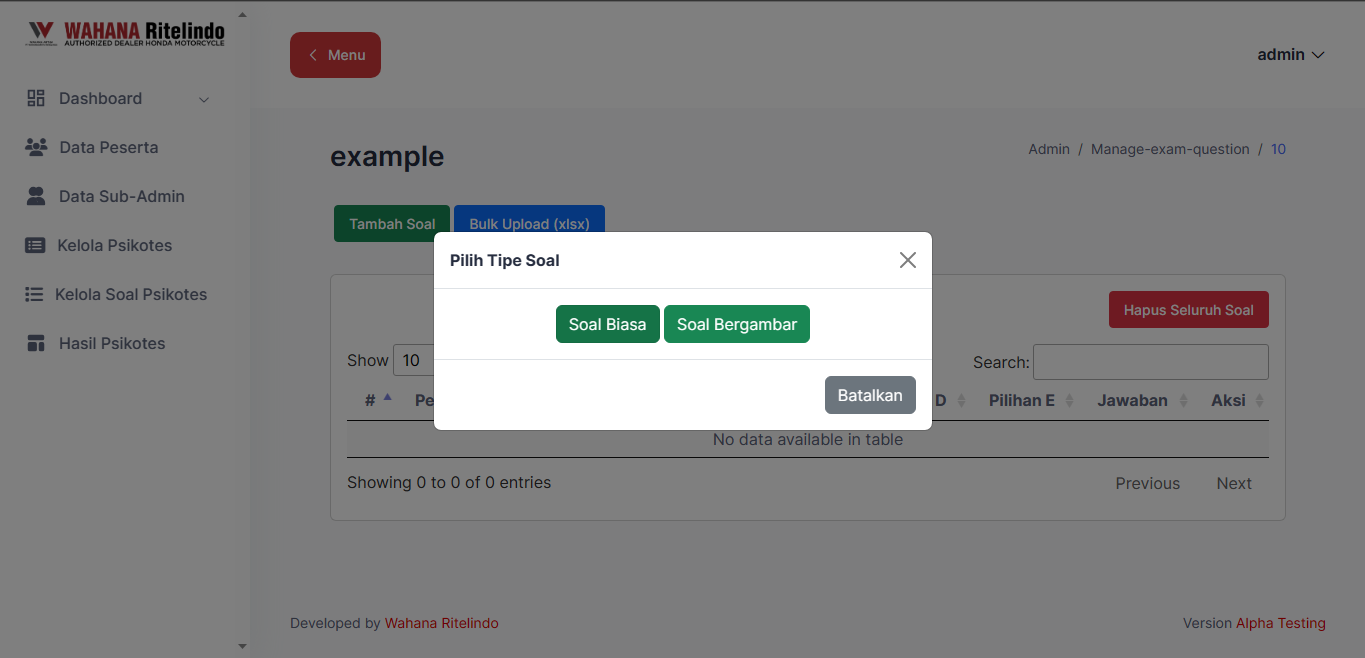 WAHANA Ritelindo
AUTHORIZED DEALER HONDA MOTORCYCLE
Menu
admin
Dashboard
Data Peserta
Data Sub-Admin
Kelola Psikotes
Kelola Soal Psikotes
Hasil Psikotes
example
Admin / Manage-exam-question / 10
Tambah Soal
Bulk Upload (xlsx)
Pilih Tipe Soal
Soal Biasa
Soal Bergambar
Batalkan
Hapus Seluruh Soal
Show 10
Search:
# Pe D Pilihan E Jawaban Aksi
No data available in table
Showing 0 to 0 of 0 entries
Previous Next
Developed by Wahana Ritelindo
Version Alpha Testing